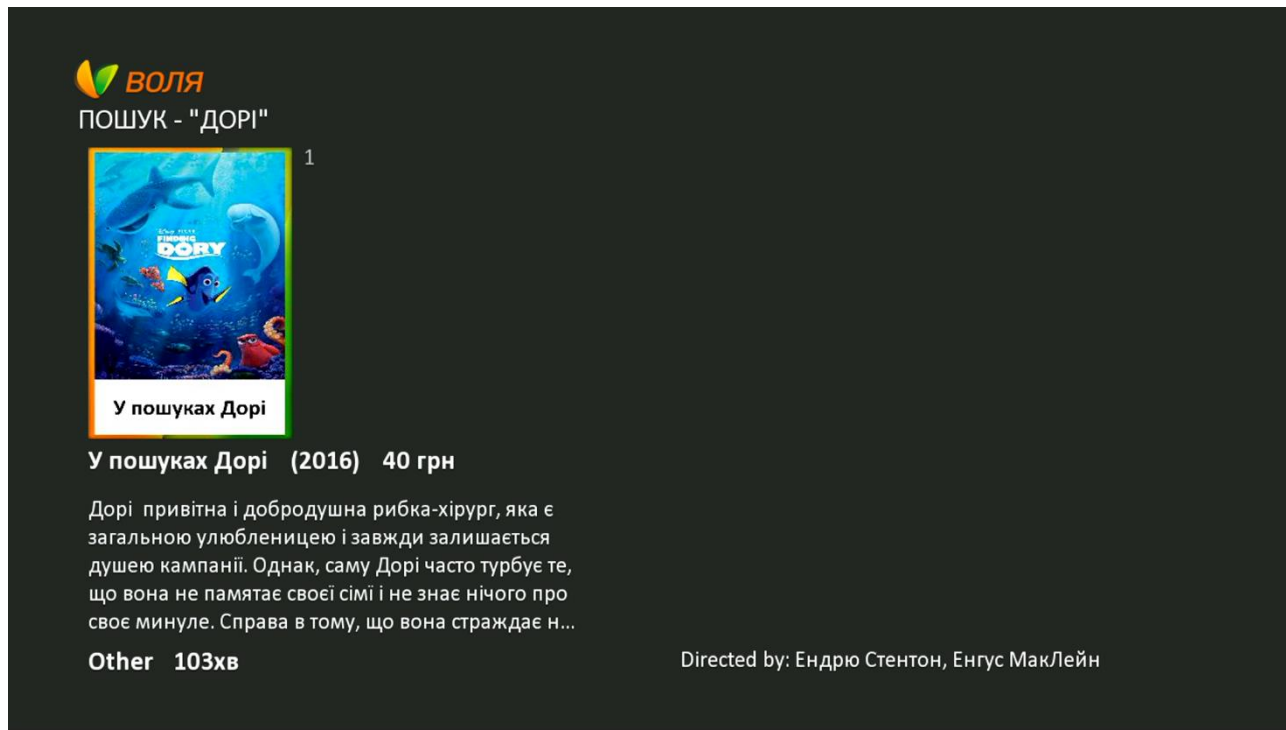 ВОЛЯ
ПОШУК - "ДОРІ"
1
FINDING
DORY
У пошуках Дорі
У пошуках Дорі (2016) 40 грн
Дорі привітна і добродушна рибка-хірург, яка є
загальною улюбленицею і завжди залишається
душею кампанії. Однак, саму Дорі часто турбує те,
що вона не памятає своєї сімї і не знає нічого про
своє минуле. Справа в тому, що вона страждає н...
Other 103хв
Directed by: Ендрю Стентон, Енгус МакЛейн